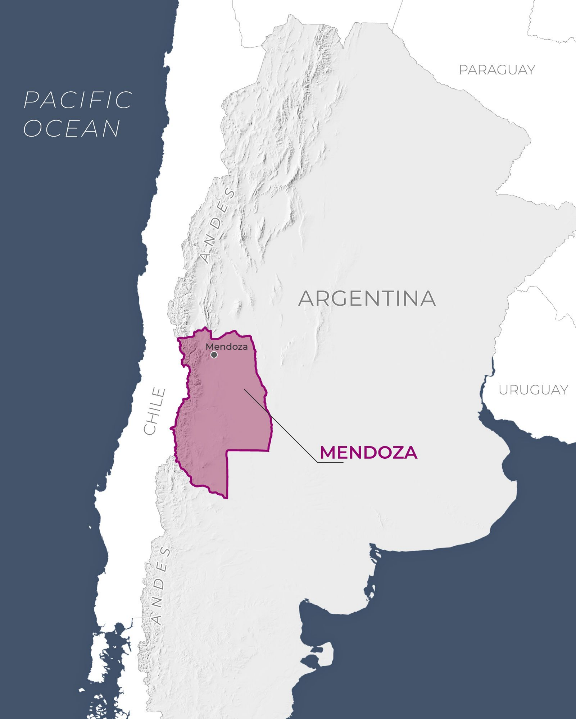 PARAGUAY
PACIFIC
OCEAN
ANDES
ARGENTINA
Mendoza
URUGUAY
CHILE
MENDOZA
ANDES